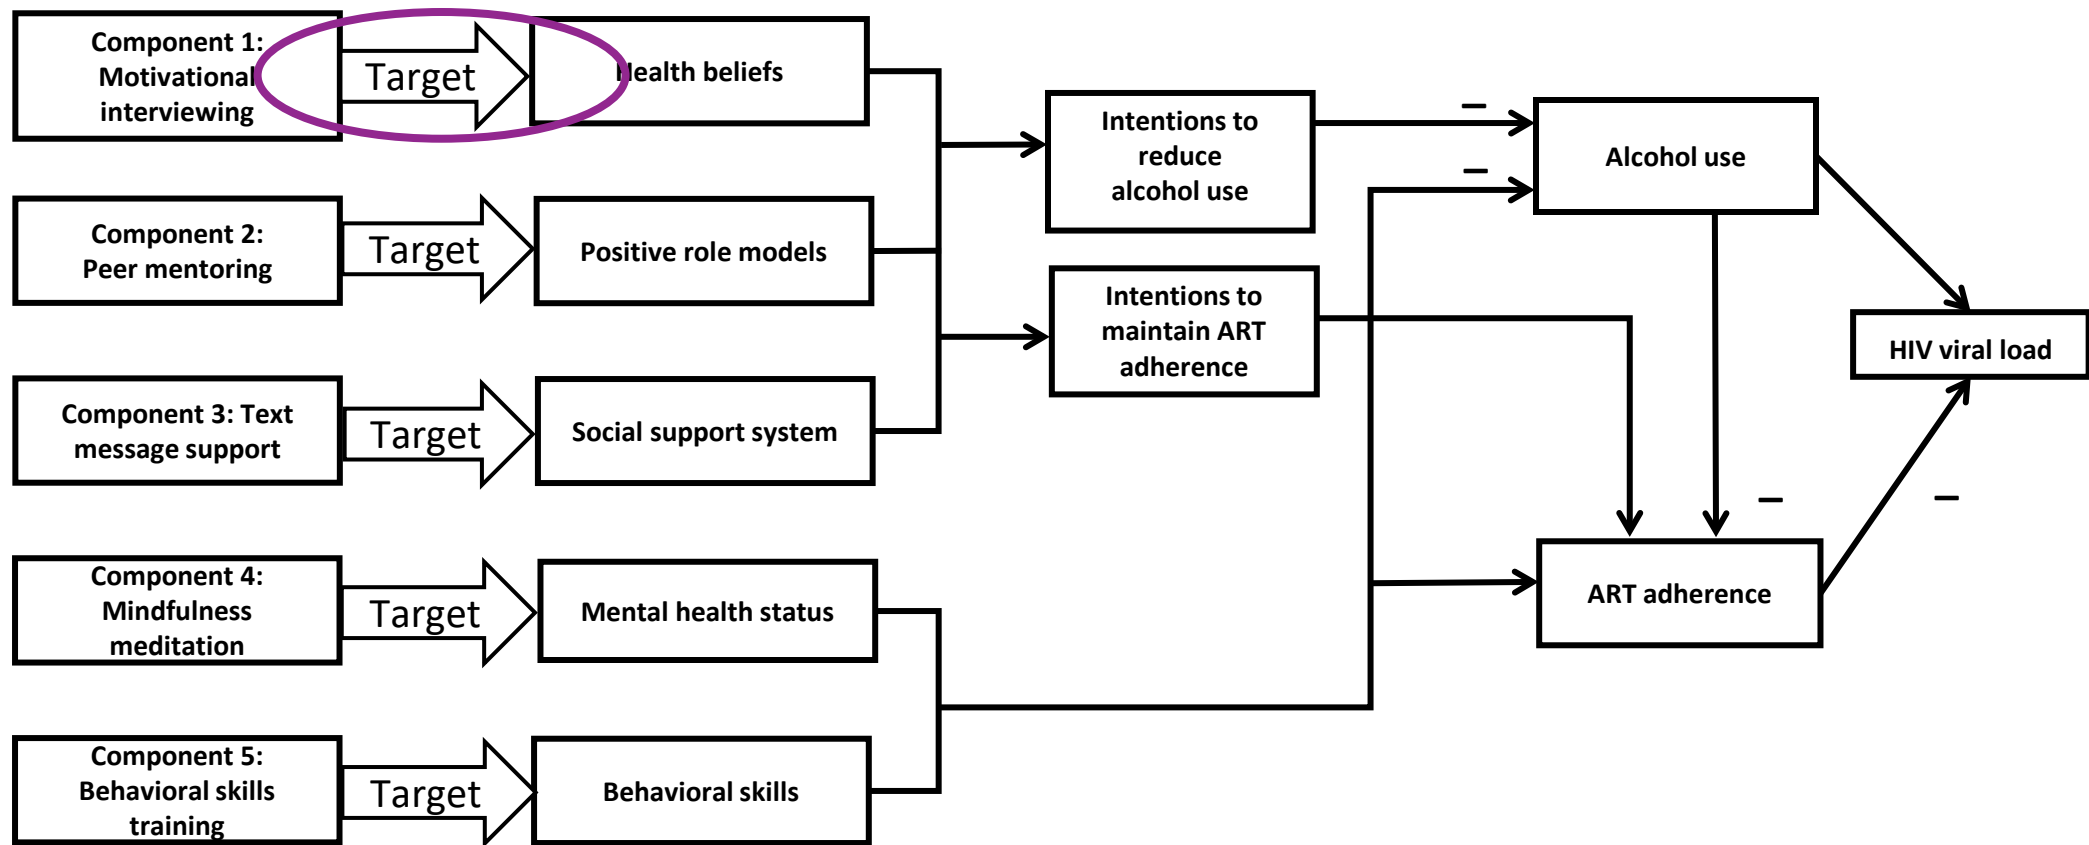 Component 1:
Motivational
interviewing
Target
Health beliefs
Component 2:
Peer mentoring
Target
Positive role models
Component 3: Text
message support
Target
Social support system
Component 4:
Mindfulness
meditation
Target
Mental health status
Component 5:
Behavioral skills
training
Target
Behavioral skills
Intentions to
reduce
alcohol use
Intentions to
maintain ART
adherence
–
–
Alcohol use
–
–
ART adherence
HIV viral load